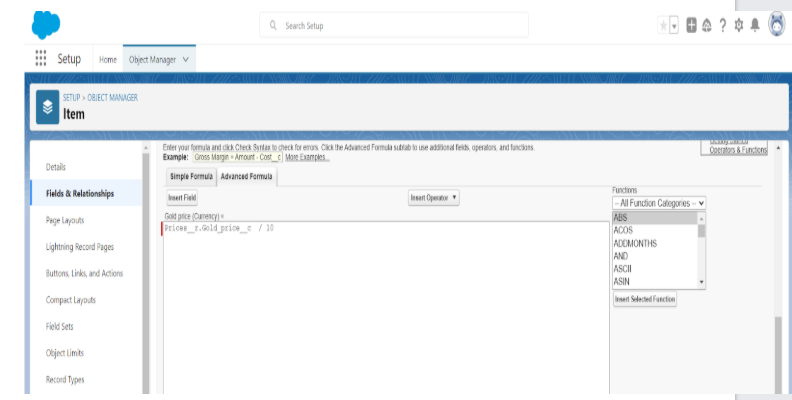 Search Setup
Setup Home Object Manager
SETUP > OBJECT MANAGER
Item
Details
Fields & Relationships
Page Layouts
Lightning Record Pages
Buttons, Links, and Actions
Compact Layouts
Field Sets
Object Limits
Record Types
Enter your formula and click Check Syntax to check for errors. Click the Advanced Formula subtab to use additional fields, operators, and functions.
Example: Gross Margin = Amount - Cost__c More Examples...
Operators & Functions
Simple Formula Advanced Formula
Insert Field
Insert Operator
Gold price (Currency) =
Prices__r.Gold_price__c / 10
Functions
-- All Function Categories --
ABS
ACOS
ADDMONTHS
AND
ASCII
ASIN
Insert Selected Function